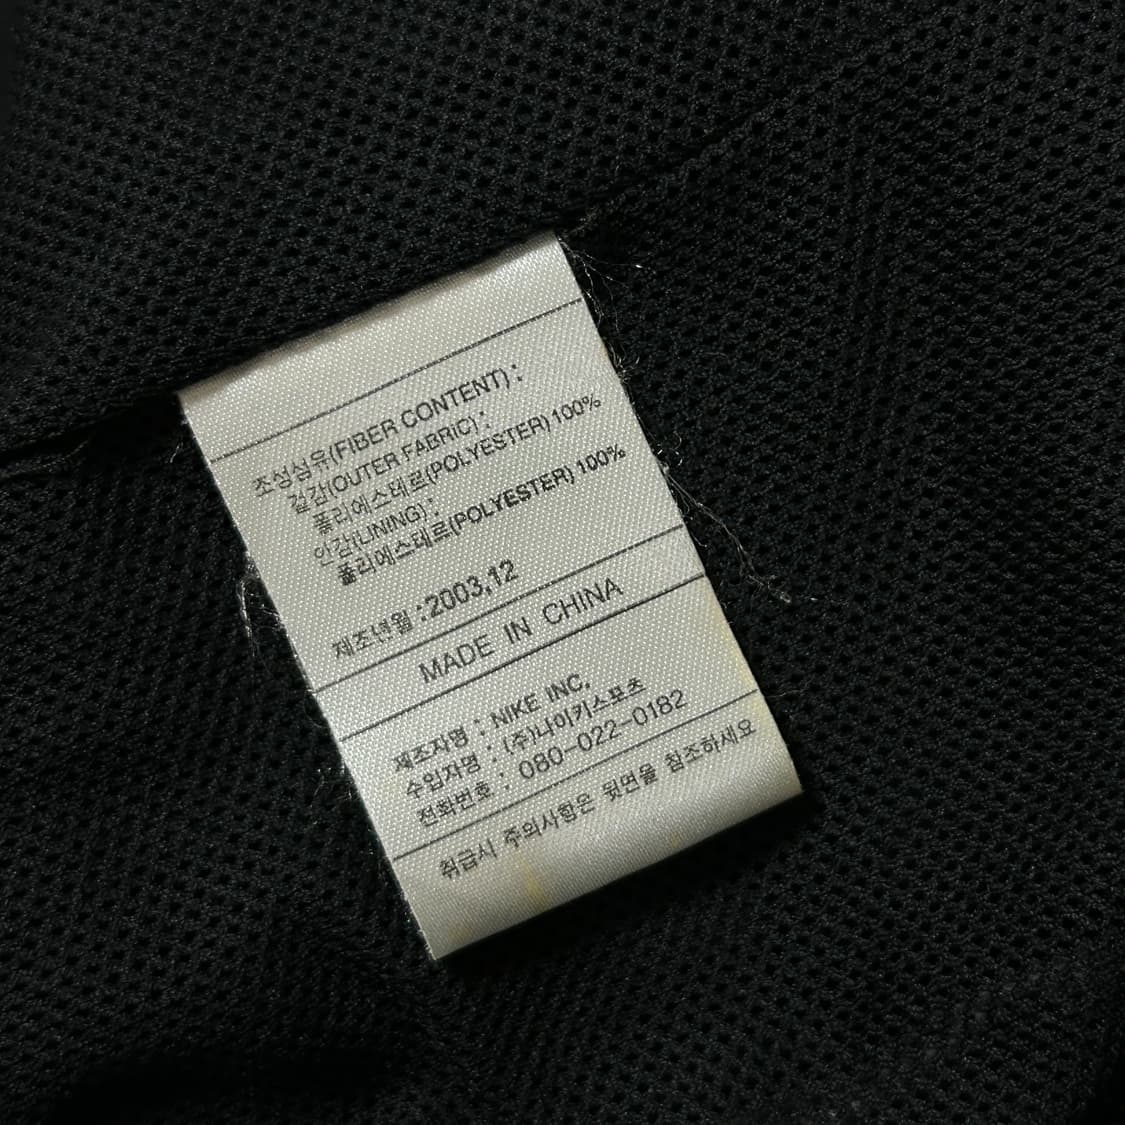 조성섬유(FIBER CONTENT) :
겉감(OUTER FABRIC) :
폴리에스테르(POLYESTER) 100%
안감(LINING) :
폴리에스테르(POLYESTER) 100%
제조년월 : 2003,12
MADE IN CHINA
제조자명 : NIKE INC,
수입자명 : (주)나이키스포츠
전화번호 : 080-022-0182
취급시 주의사항은 뒷면을 참조하세요